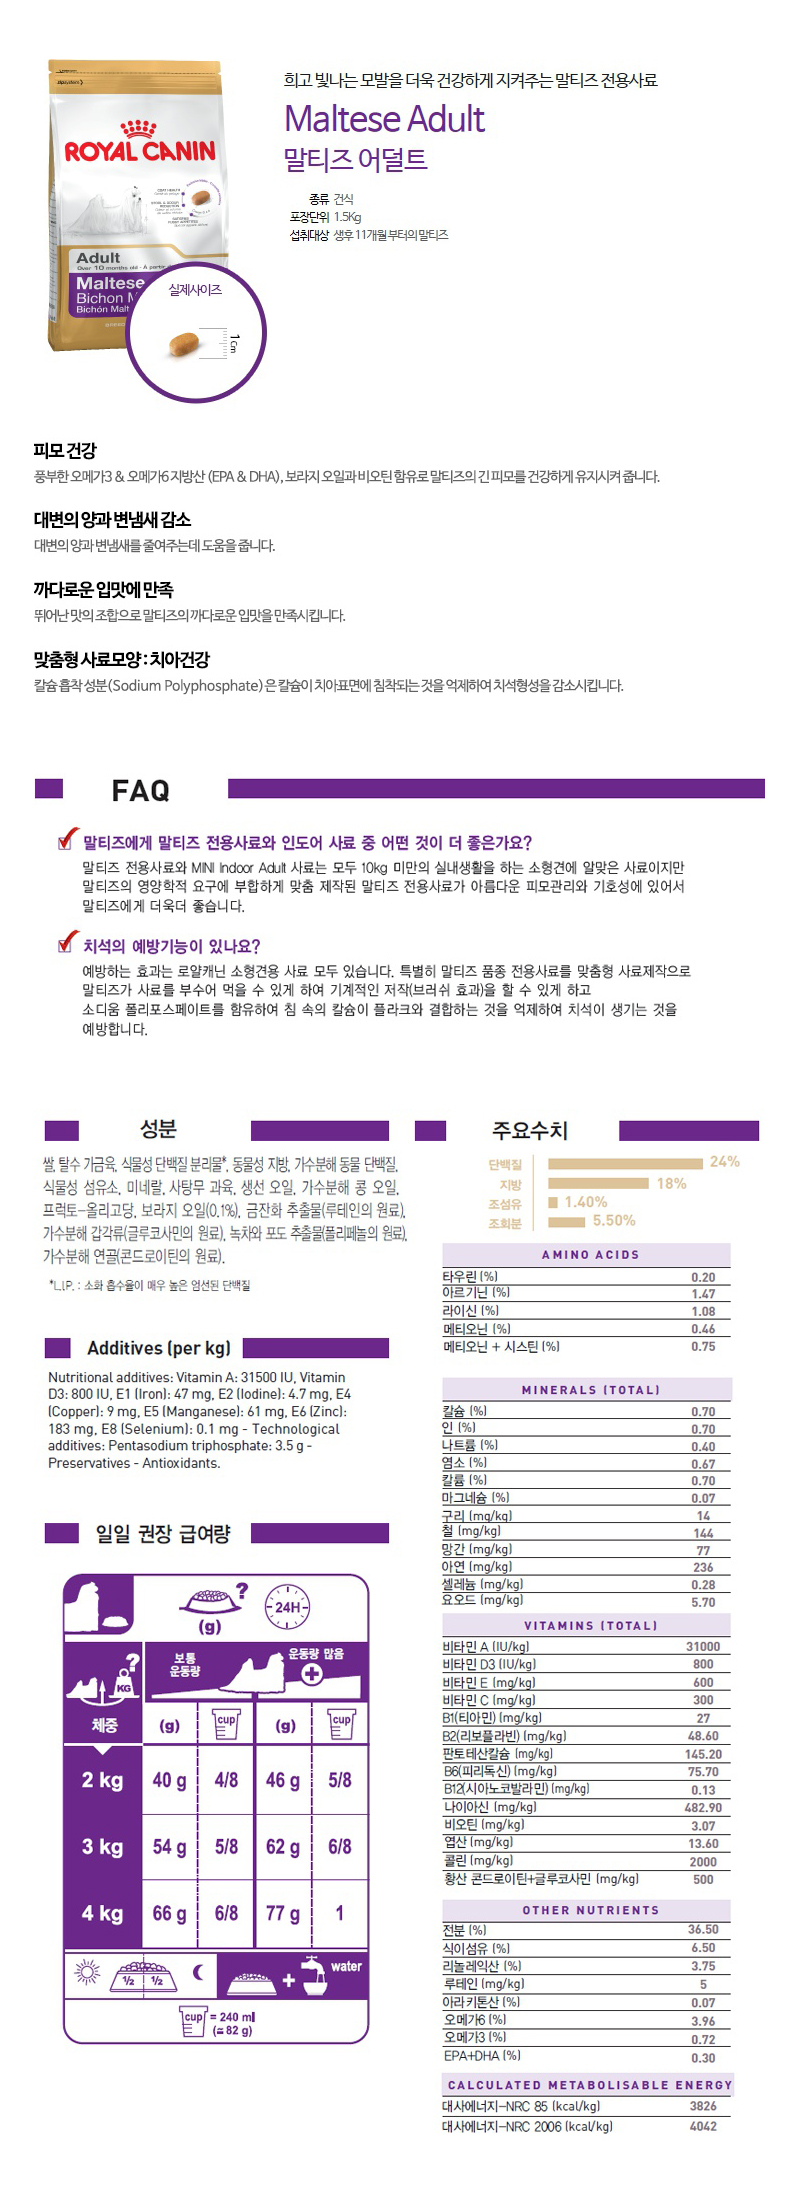 ROYAL CANIN
Adult
Over 10 months old - A partir d
Maltese
Bichon M
Bichón Malt
실제사이즈
1 Cm
희고 빛나는 모발을 더욱 건강하게 지켜주는 말티즈 전용사료
Maltese Adult
말티즈 어덜트
종류 건식
포장단위 1.5Kg
섭취대상 생후 11개월 부터의 말티즈
피모 건강
풍부한 오메가3 & 오메가6 지방산 (EPA & DHA), 보라지 오일과 비오틴 함유로 말티즈의 긴 피모를 건강하게 유지시켜 줍니다.
대변의 양과 변냄새 감소
대변의 양과 변냄새를 줄여주는데 도움을 줍니다.
까다로운 입맛에 만족
뛰어난 맛의 조합으로 말티즈의 까다로운 입맛을 만족시킵니다.
맞춤형 사료모양 : 치아건강
칼슘 흡착 성분(Sodium Polyphosphate) 은 칼슘이 치아표면에 침착되는 것을 억제하여 치석형성을 감소시킵니다.
FAQ
말티즈에게 말티즈 전용사료와 인도어 사료 중 어떤 것이 더 좋은가요?
말티즈 전용사료와 MINI Indoor Adult 사료는 모두 10kg 미만의 실내생활을 하는 소형견에 알맞은 사료이지만
말티즈의 영양학적 요구에 부합하게 맞춤 제작된 말티즈 전용사료가 아름다운 피모관리와 기호성에 있어서
말티즈에게 더욱더 좋습니다.
치석의 예방기능이 있나요?
예방하는 효과는 로얄캐닌 소형견용 사료 모두 있습니다. 특별히 말티즈 품종 전용사료를 맞춤형 사료제작으로
말티즈가 사료를 부수어 먹을 수 있게 하여 기계적인 저작(브러쉬 효과)을 할 수 있게 하고
소디움 폴리포스페이트를 함유하여 침 속의 칼슘이 플라크와 결합하는 것을 억제하여 치석이 생기는 것을
예방합니다.
성분
쌀, 탈수 가금육, 식물성 단백질 분리물*, 동물성 지방, 가수분해 동물 단백질,
식물성 섬유소, 미네랄, 사탕무 과육, 생선 오일, 가수분해 콩 오일,
프럭토-올리고당, 보라지 오일(0.1%), 금잔화 추출물(루테인의 원료),
가수분해 갑각류(글루코사민의 원료), 녹차와 포도 추출물(폴리페놀의 원료),
가수분해 연골(콘드로이틴의 원료).
*L.I.P. : 소화 흡수율이 매우 높은 엄선된 단백질
Additives (per kg)
Nutritional additives: Vitamin A: 31500 IU, Vitamin
D3: 800 IU, E1 (Iron): 47 mg, E2 (Iodine): 4.7 mg, E4
(Copper): 9 mg, E5 (Manganese): 61 mg, E6 (Zinc):
183 mg, E8 (Selenium): 0.1 mg - Technological
additives: Pentasodium triphosphate: 3.5 g -
Preservatives - Antioxidants.
일일 권장 급여량
? (g) 24H
? KG
보통 운동량
운동량 많음 +
체중 (g) cup (g) cup
2 kg 40 g 4/8 46 g 5/8
3 kg 54 g 5/8 62 g 6/8
4 kg 66 g 6/8 77 g 1
1/2 1/2 + water
cup = 240 ml
(≅ 82 g)
주요수치
단백질 24%
지방 18%
조섬유 1.40%
조회분 5.50%
AMINO ACIDS
타우린 (%) 0.20
아르기닌 (%) 1.47
라이신 (%) 1.08
메티오닌 (%) 0.46
메티오닌 + 시스틴 (%) 0.75
MINERALS (TOTAL)
칼슘 (%) 0.70
인 (%) 0.70
나트륨 (%) 0.40
염소 (%) 0.67
칼륨 (%) 0.70
마그네슘 (%) 0.07
구리 (mg/kg) 14
철 (mg/kg) 144
망간 (mg/kg) 77
아연 (mg/kg) 236
셀레늄 (mg/kg) 0.28
요오드 (mg/kg) 5.70
VITAMINS (TOTAL)
비타민 A (IU/kg) 31000
비타민 D3 (IU/kg) 800
비타민 E (mg/kg) 600
비타민 C (mg/kg) 300
B1(티아민) (mg/kg) 27
B2(리보플라빈) (mg/kg) 48.60
판토테산칼슘 (mg/kg) 145.20
B6(피리독신) (mg/kg) 75.70
B12(시아노코발라민) (mg/kg) 0.13
나이아신 (mg/kg) 482.90
비오틴 (mg/kg) 3.07
엽산 (mg/kg) 13.60
콜린 (mg/kg) 2000
황산 콘드로이틴+글루코사민 (mg/kg) 500
OTHER NUTRIENTS
전분 (%) 36.50
식이섬유 (%) 6.50
리놀레익산 (%) 3.75
루테인 (mg/kg) 5
아라키톤산 (%) 0.07
오메가6 (%) 3.96
오메가3 (%) 0.72
EPA+DHA (%) 0.30
CALCULATED METABOLISABLE ENERGY
대사에너지-NRC 85 (kcal/kg) 3826
대사에너지-NRC 2006 (kcal/kg) 4042